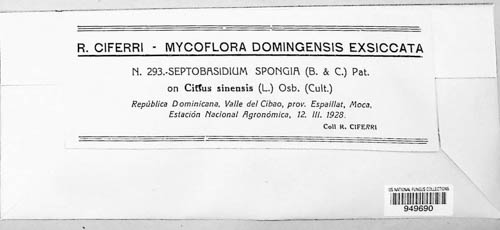 R. CIFERRI - MYCOFLORA DOMINGENSIS EXSICCATA
N. 293.-SEPTOBASIDIUM SPONGIA (B. & C.) Pat.
on Citrus sinensis (L.) Osb. (Cult.)
República Dominicana, Valle del Cibao, prov. Espaillat, Moca,
Estación Nacional Agronómica, 12. III. 1928.
Coll R. CIFERRI
US NATIONAL FUNGUS COLLECTIONS
949690